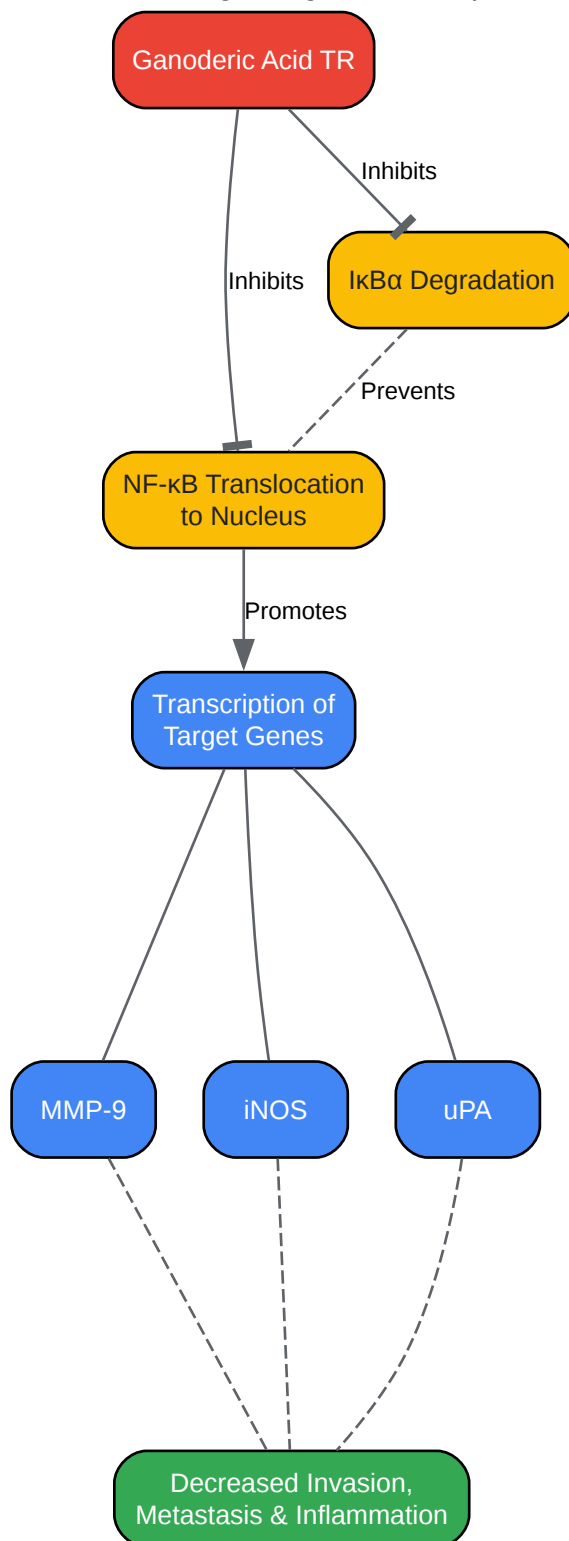 Ganoderic Acid TR
Inhibits
IκBα Degradation
Inhibits
Prevents
NF-κB Translocation
to Nucleus
Promotes
Transcription of
Target Genes
MMP-9
iNOS
uPA
Decreased Invasion,
Metastasis & Inflammation